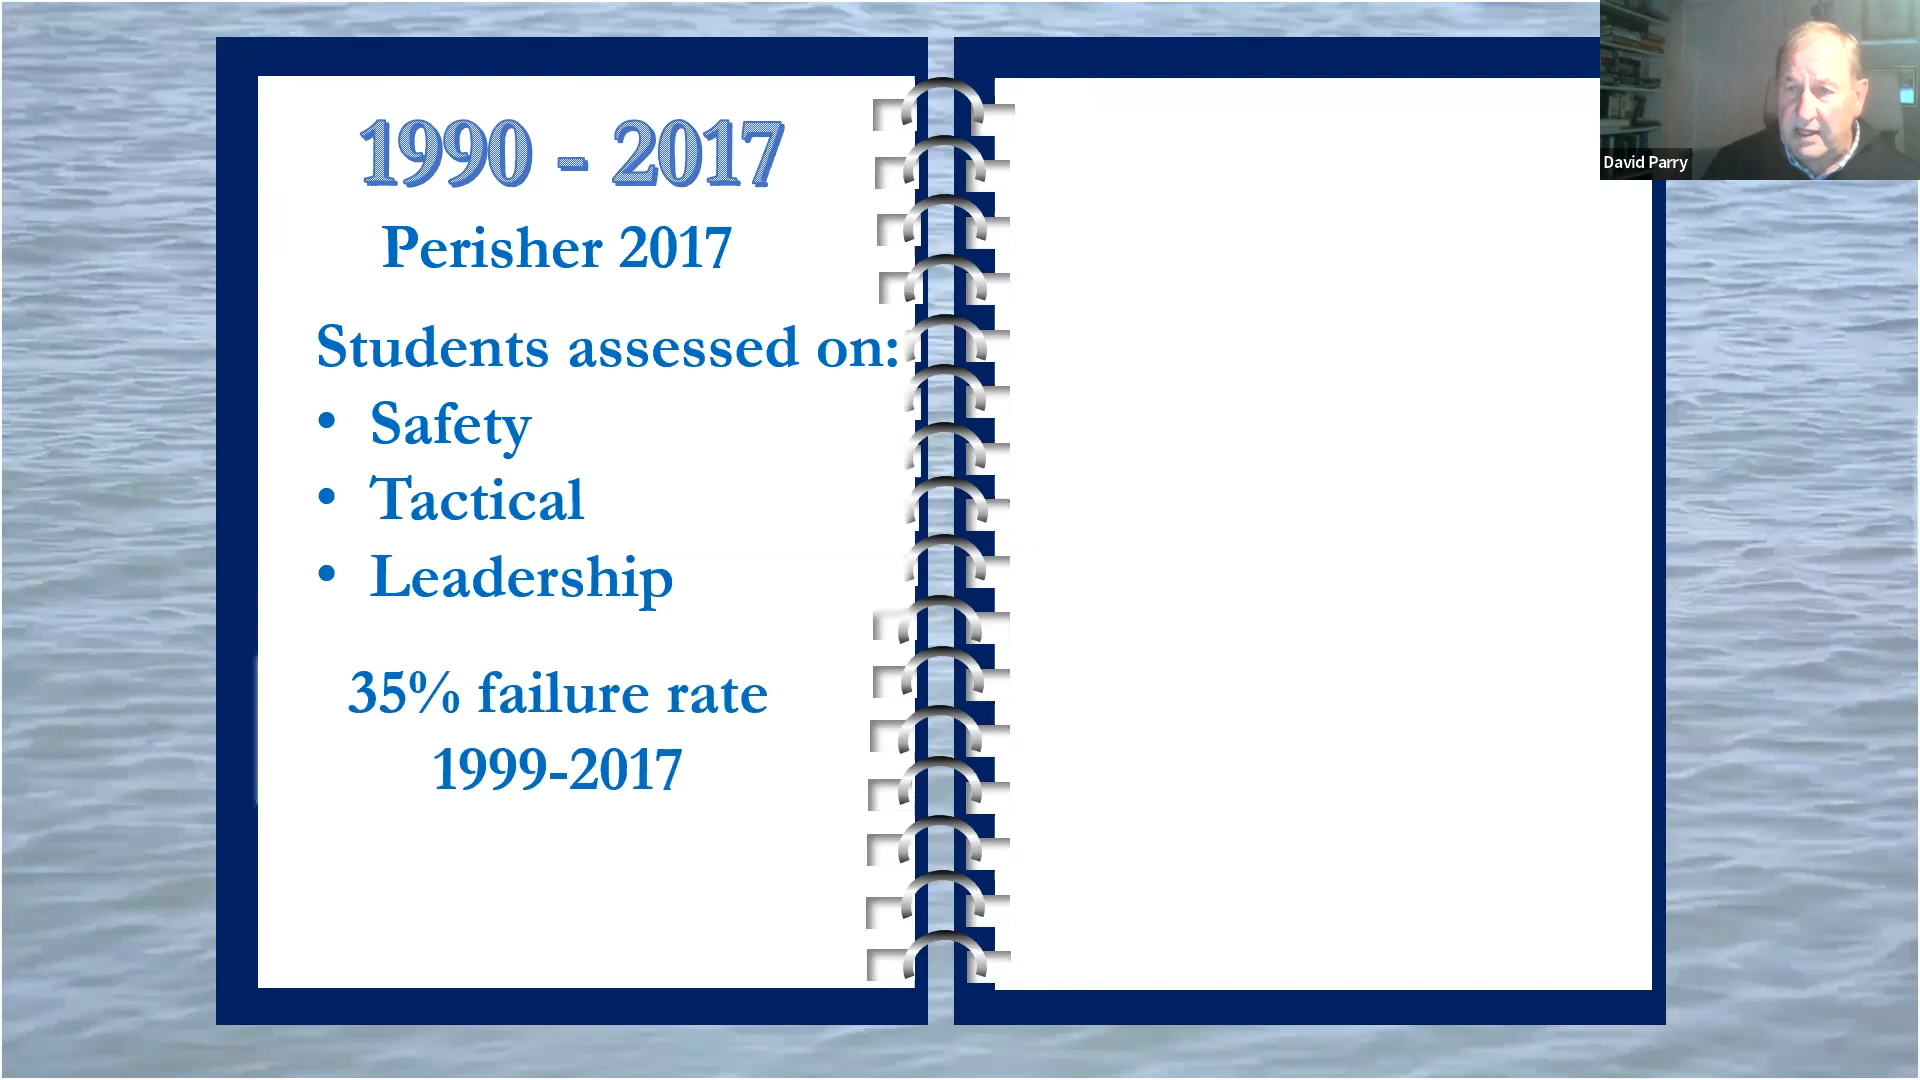 1990 - 2017
Perisher 2017
Students assessed on:
• Safety
• Tactical
• Leadership
35% failure rate
1999-2017
David Parry